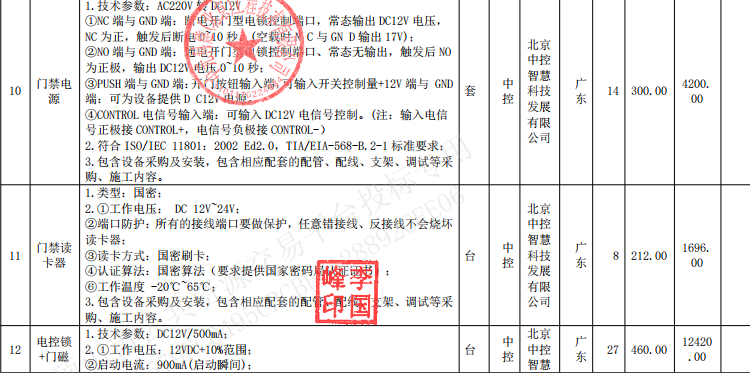 1.技术参数：AC220V 转 DC12V
①NC 端与 GND 端：断电开门型电锁控制端口，常态输出 DC12V 电压，
NC 为正，触发后断电 0~10 秒。(空载时 NC 与 GND 输出 17V)；
②NO 端与 GND 端：通电开门型电锁控制端口、常态无输出，触发后 NO
为正极，输出 DC12V 电压 0~10 秒；
③PUSH 端与 GND 端：开门按钮输入端，可输入开关控制量+12V 端与 GND
端：可为设备提供 DC12V 电源。
④CONTROL 电信号输入端：可输入 DC12V 电信号控制。（注：输入电信
号正极接 CONTROL+，电信号负极接 CONTROL-）
2.符合 ISO/IEC 11801：2002 Ed2.0，TIA/EIA-568-B.2-1 标准要求；
3.包含设备采购及安装，包含相应配套的配管、配线、支架、调试等采
购、施工内容。
10
门禁电
源
套
中
控
北京
中控
智慧
科技
发展
有限
公司
广
东
14
300.00
4200.
00
1.类型：国密；
2.①工作电压： DC 12V~24V；
②端口防护：所有的接线端口要做保护，任意错接线、反接线不会烧坏
读卡器；
③读卡方式：国密刷卡；
④认证算法：国密算法（要求提供国家密码局认证证书）；
⑥工作温度 -20℃~65℃；
3.包含设备采购及安装，包含相应配套的配管、配线、支架、调试等采
购、施工内容。
11
门禁读
卡器
台
中
控
北京
中控
智慧
科技
发展
有限
公司
广
东
8
212.00
1696.
00
李国
峰印
12
电控锁
+门磁
1.技术参数：DC12V/500mA；
2.①工作电压：12VDC+10%范围；
②启动电流：900mA(启动瞬间)；
台
中
控
北京
中控
智慧
广
东
27
460.00
12420
.00